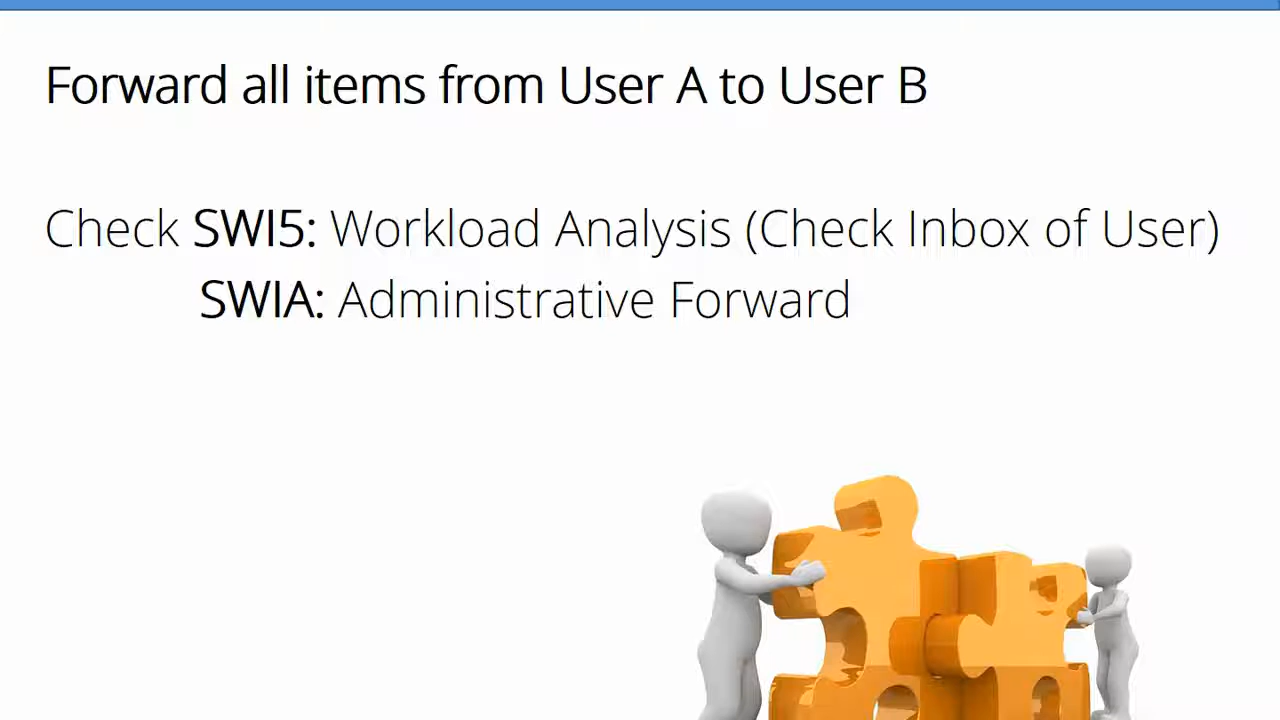 Forward all items from User A to User B
Check SWI5: Workload Analysis (Check Inbox of User)
SWIA: Administrative Forward